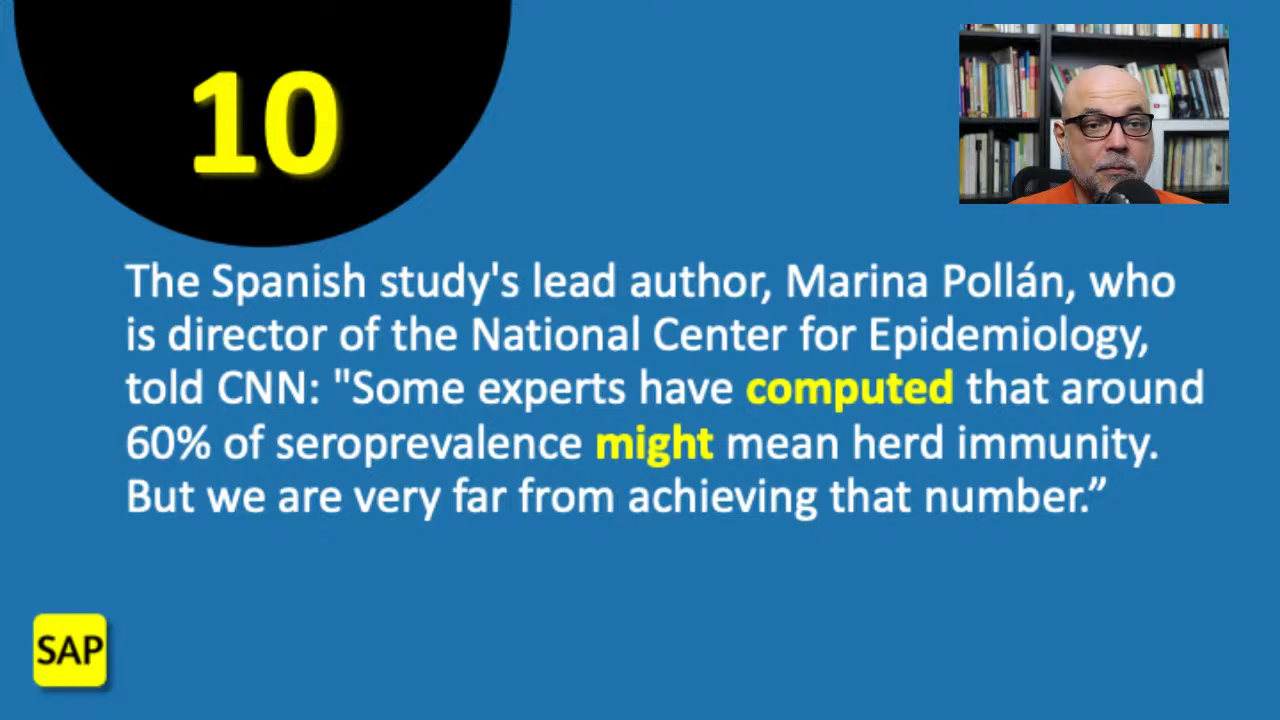 10
The Spanish study's lead author, Marina Pollán, who
is director of the National Center for Epidemiology,
told CNN: "Some experts have computed that around
60% of seroprevalence might mean herd immunity.
But we are very far from achieving that number.”
SAP